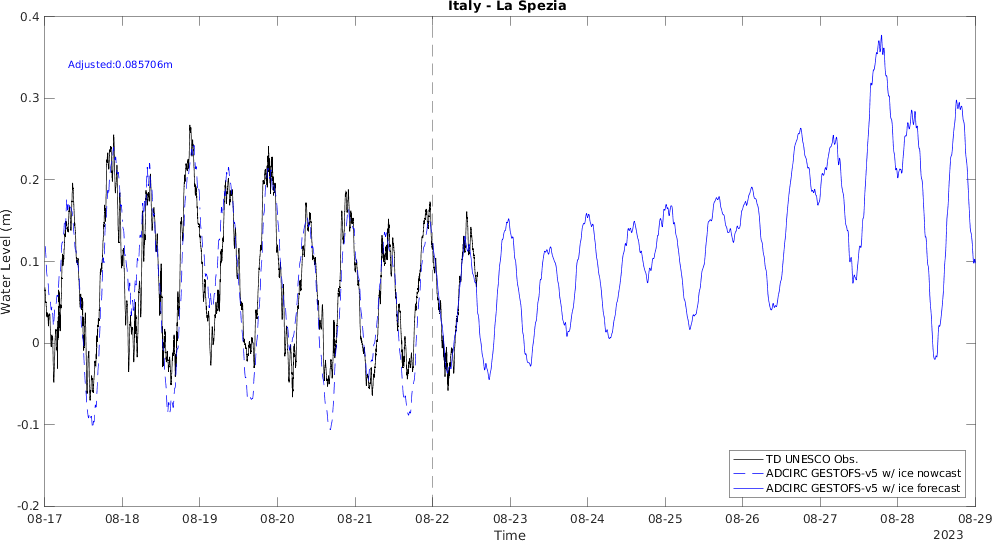 Italy - La Spezia
0.4
Adjusted:0.085706m
0.3
0.2
0.1
0
-0.1
-0.2
Water Level (m)
TD UNESCO Obs.
ADCIRC GESTOFS-v5 w/ ice nowcast
ADCIRC GESTOFS-v5 w/ ice forecast
08-17 08-18 08-19 08-20 08-21 08-22 08-23 08-24 08-25 08-26 08-27 08-28 08-29
Time
2023